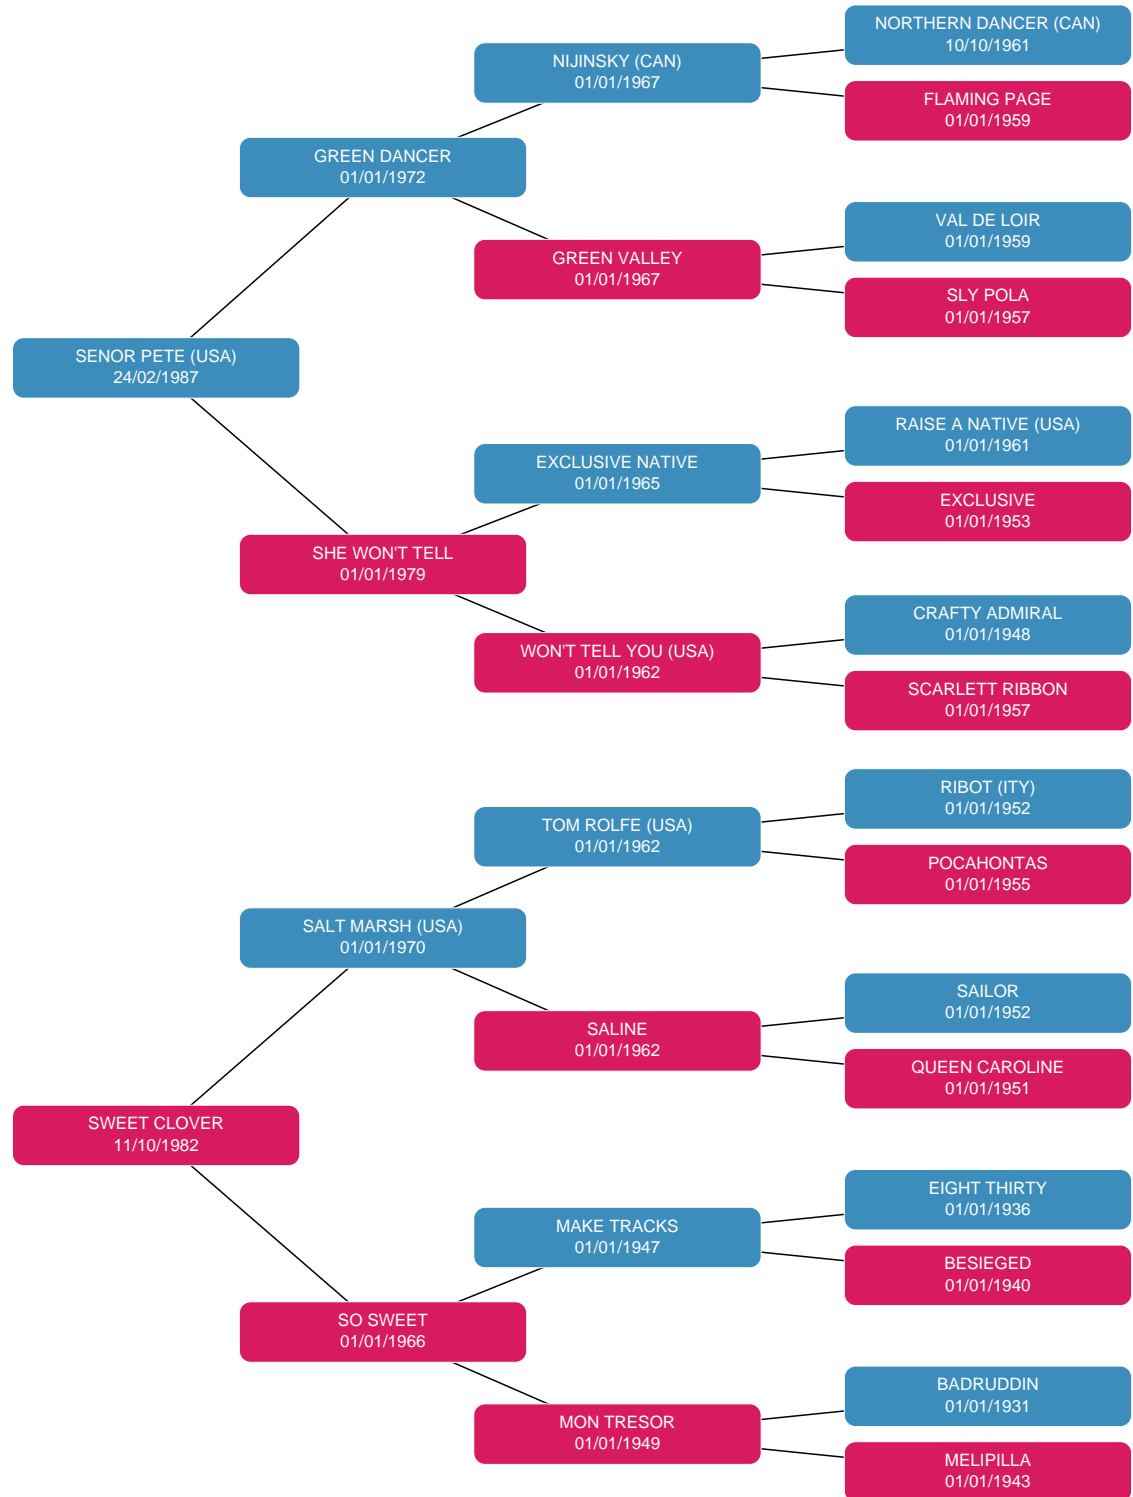 NORTHERN DANCER (CAN)
10/10/1961
NIJINSKY (CAN)
01/01/1967
FLAMING PAGE
01/01/1959
GREEN DANCER
01/01/1972
VAL DE LOIR
01/01/1959
GREEN VALLEY
01/01/1967
SLY POLA
01/01/1957
SENOR PETE (USA)
24/02/1987
RAISE A NATIVE (USA)
01/01/1961
EXCLUSIVE NATIVE
01/01/1965
EXCLUSIVE
01/01/1953
SHE WON'T TELL
01/01/1979
CRAFTY ADMIRAL
01/01/1948
WON'T TELL YOU (USA)
01/01/1962
SCARLETT RIBBON
01/01/1957
RIBOT (ITY)
01/01/1952
TOM ROLFE (USA)
01/01/1962
POCAHONTAS
01/01/1955
SALT MARSH (USA)
01/01/1970
SAILOR
01/01/1952
SALINE
01/01/1962
QUEEN CAROLINE
01/01/1951
SWEET CLOVER
11/10/1982
EIGHT THIRTY
01/01/1936
MAKE TRACKS
01/01/1947
BESIEGED
01/01/1940
SO SWEET
01/01/1966
BADRUDDIN
01/01/1931
MON TRESOR
01/01/1949
MELIPILLA
01/01/1943